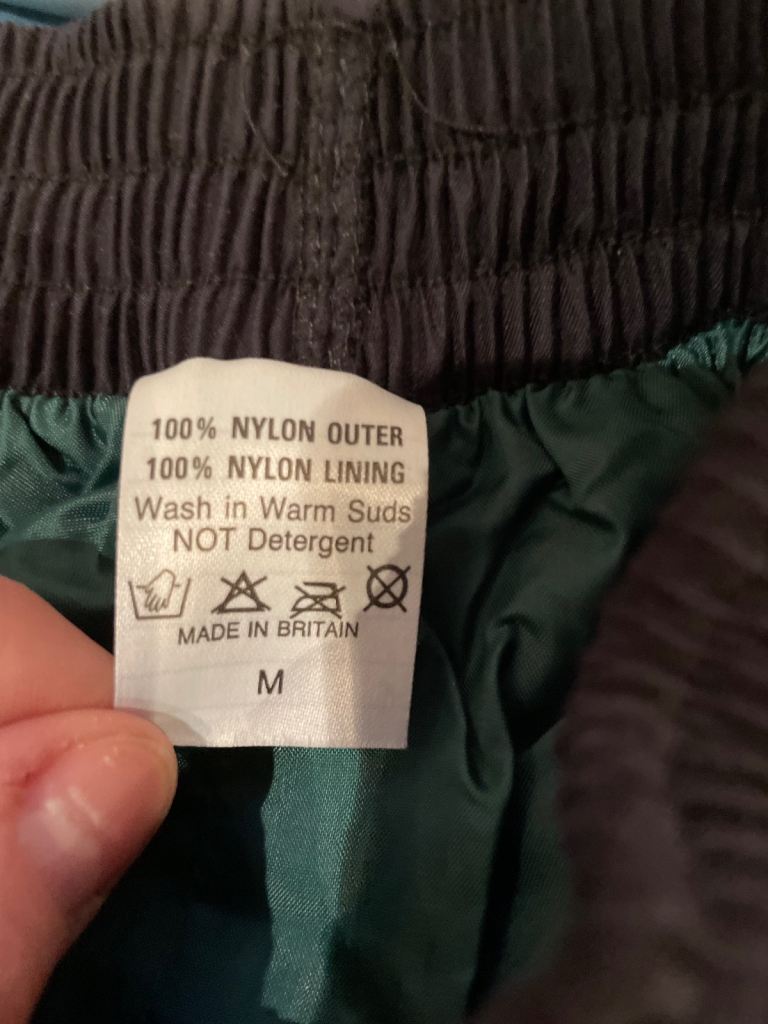 100% NYLON OUTER
100% NYLON LINING
Wash in Warm Suds
NOT Detergent
MADE IN BRITAIN
M